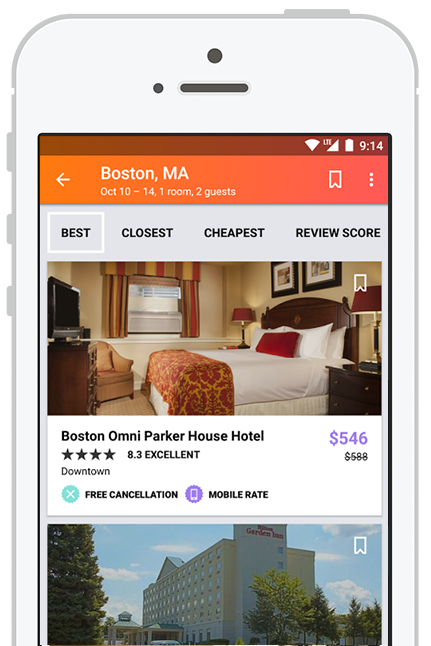 LTE 9:14
Boston, MA
Oct 10 – 14, 1 room, 2 guests
BEST CLOSEST CHEAPEST REVIEW SCORE
Boston Omni Parker House Hotel $546
8.3 EXCELLENT $588
Downtown
FREE CANCELLATION MOBILE RATE
Hilton
Garden Inn